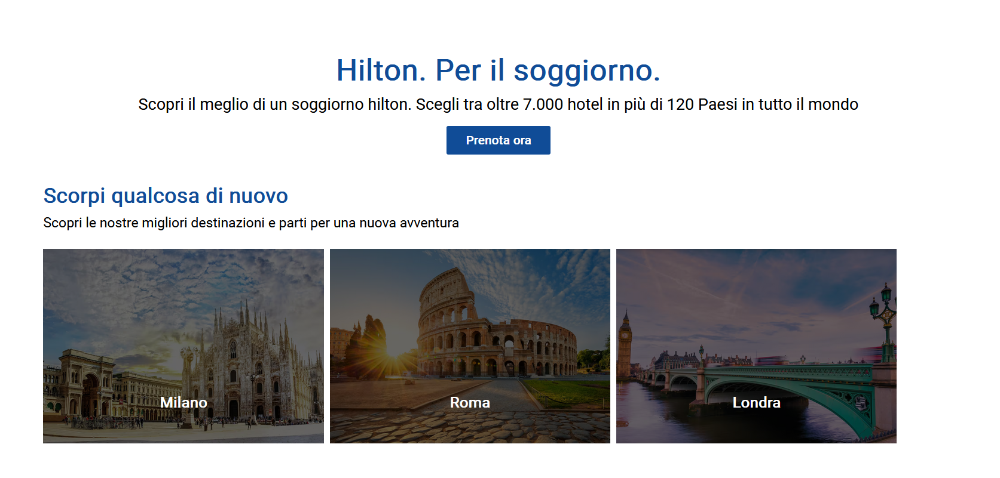 Hilton. Per il soggiorno.
Scopri il meglio di un soggiorno hilton. Scegli tra oltre 7.000 hotel in più di 120 Paesi in tutto il mondo
Prenota ora
Scorpi qualcosa di nuovo
Scopri le nostre migliori destinazioni e parti per una nuova avventura
Milano
Roma
Londra